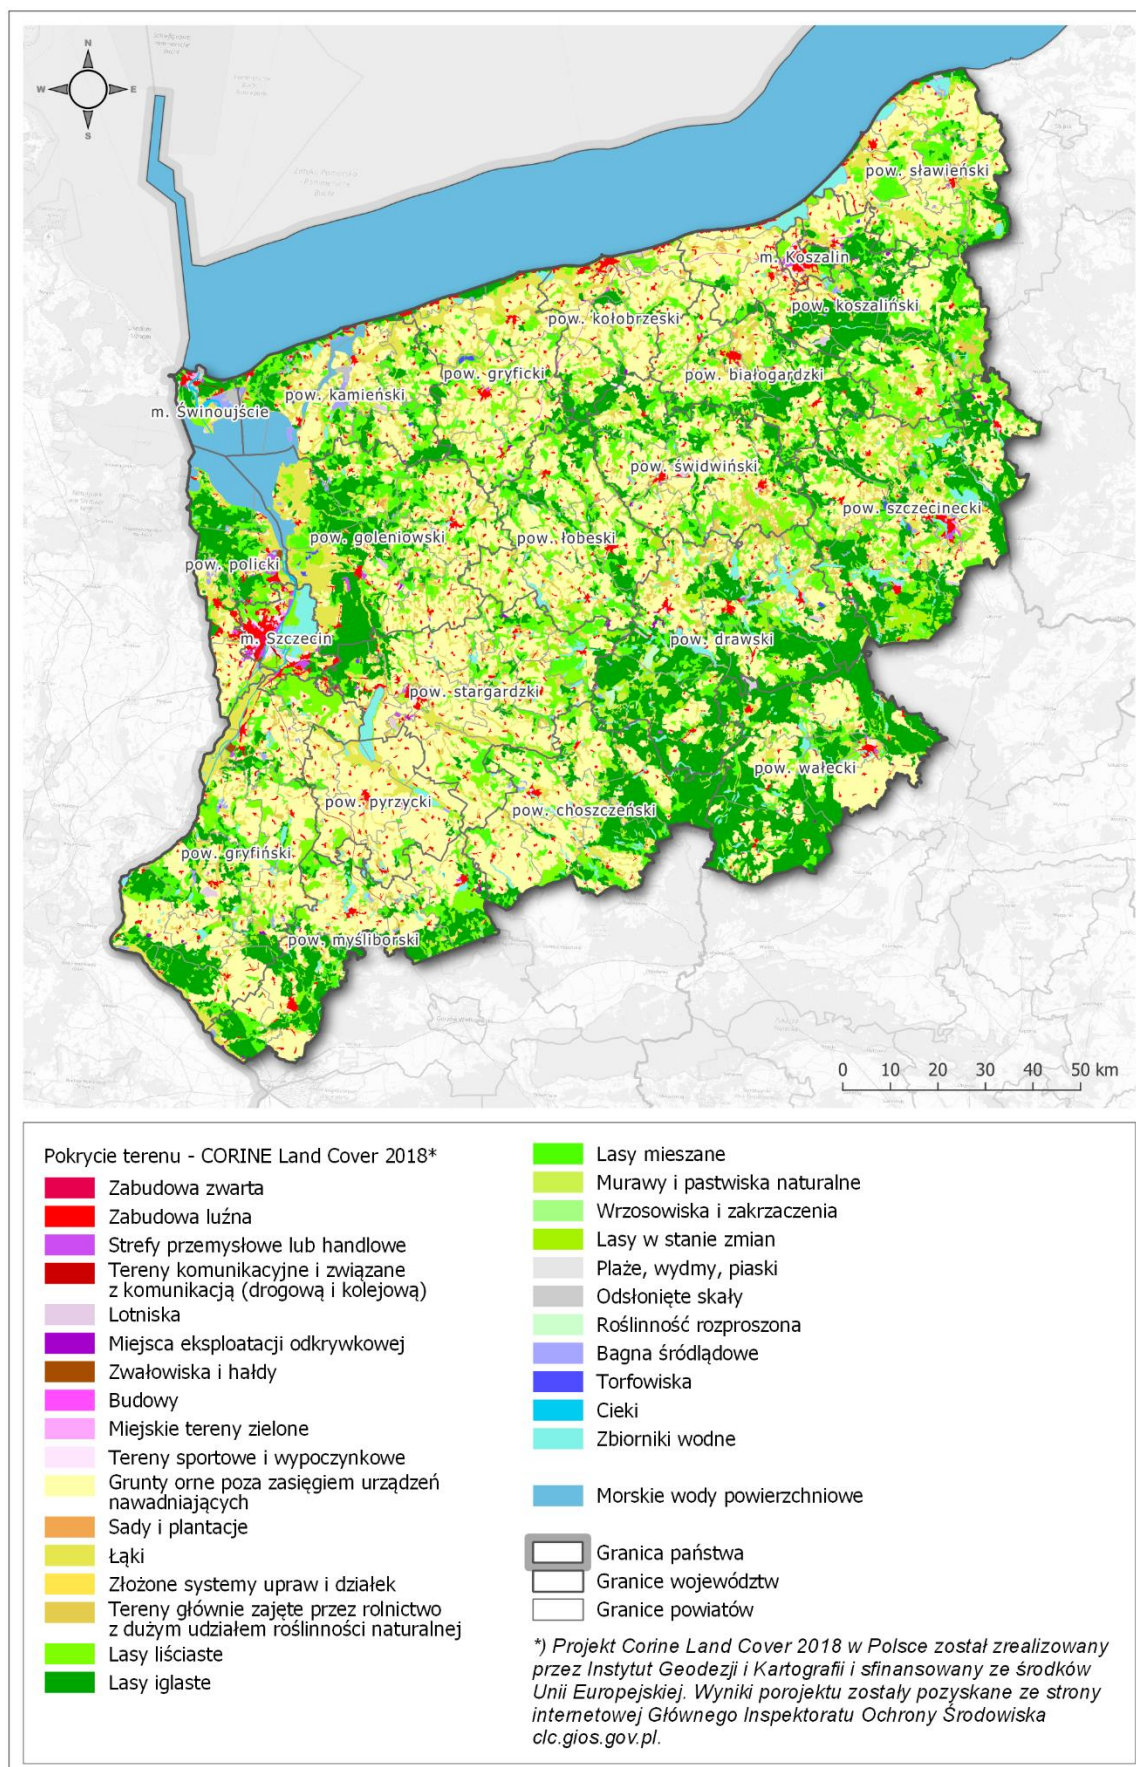 N
W
E
S
pow. sławieński
m. Koszalin
pow. koszaliński
pow. kołobrzeski
pow. białogardzki
pow. gryficki
pow. kamieński
m. Świnoujście
pow. świdwiński
pow. szczecinecki
pow. goleniowski
pow. łobeski
pow. policki
m. Szczecin
pow. drawski
pow. stargardzki
pow. wałecki
pow. pyrzycki
pow. choszczeński
pow. gryfiński
pow. myśliborski
0 10 20 30 40 50 km
Pokrycie terenu - CORINE Land Cover 2018*
Zabudowa zwarta
Zabudowa luźna
Strefy przemysłowe lub handlowe
Tereny komunikacyjne i związane
z komunikacją (drogową i kolejową)
Lotniska
Miejsca eksploatacji odkrywkowej
Zwałowiska i hałdy
Budowy
Miejskie tereny zielone
Tereny sportowe i wypoczynkowe
Grunty orne poza zasięgiem urządzeń
nawadniających
Sady i plantacje
Łąki
Złożone systemy upraw i działek
Tereny głównie zajęte przez rolnictwo
z dużym udziałem roślinności naturalnej
Lasy liściaste
Lasy iglaste
Lasy mieszane
Murawy i pastwiska naturalne
Wrzosowiska i zakrzaczenia
Lasy w stanie zmian
Plaże, wydmy, piaski
Odsłonięte skały
Roślinność rozproszona
Bagna śródlądowe
Torfowiska
Cieki
Zbiorniki wodne
Morskie wody powierzchniowe
Granica państwa
Granice województw
Granice powiatów
*) Projekt Corine Land Cover 2018 w Polsce został zrealizowany
przez Instytut Geodezji i Kartografii i sfinansowany ze środków
Unii Europejskiej. Wyniki porojektu zostały pozyskane ze strony
internetowej Głównego Inspektoratu Ochrony Środowiska
clc.gios.gov.pl.